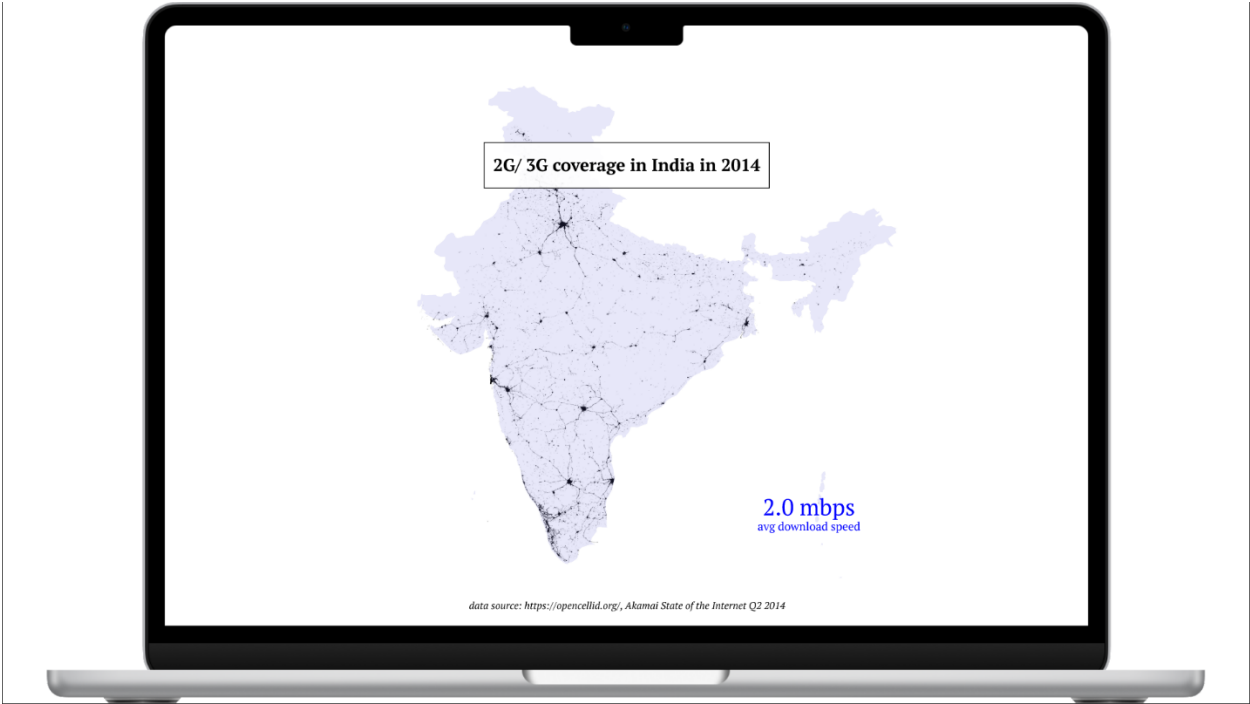 2G/ 3G coverage in India in 2014
2.0 mbps
avg download speed
data source: https://opencellid.org/, Akamai State of the Internet Q2 2014